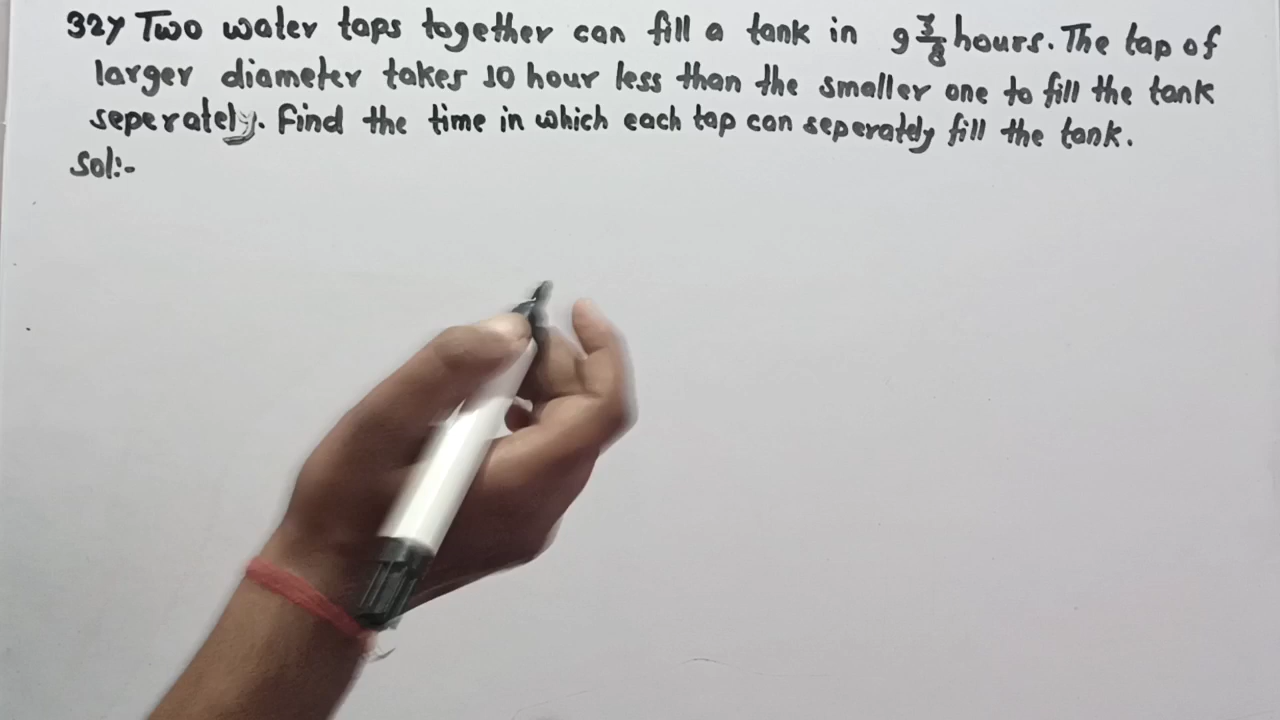 32) Two water taps together can fill a tank in 9 3/8 hours. The tap of
larger diameter takes 10 hour less than the smaller one to fill the tank
seperately. Find the time in which each tap can seperately fill the tank.
Sol:-